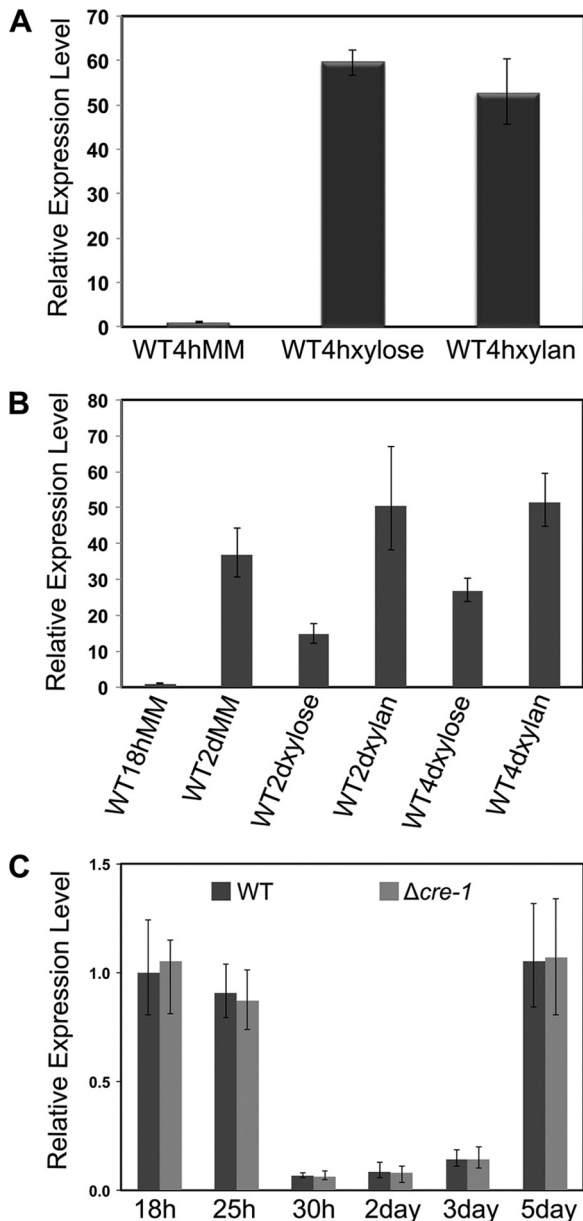 A
Relative Expression Level
70
60
50
40
30
20
10
0
WT4hMM WT4hxylose WT4hxylan
B
Relative Expression Level
80
70
60
50
40
30
20
10
0
WT18hMM
WT2dMM
WT2dxylose
WT2dxylan
WT4dxylose
WT4dxylan
C
Relative Expression Level
WT Δcre-1
1.5
1.0
0.5
0.0
18h 25h 30h 2day 3day 5day